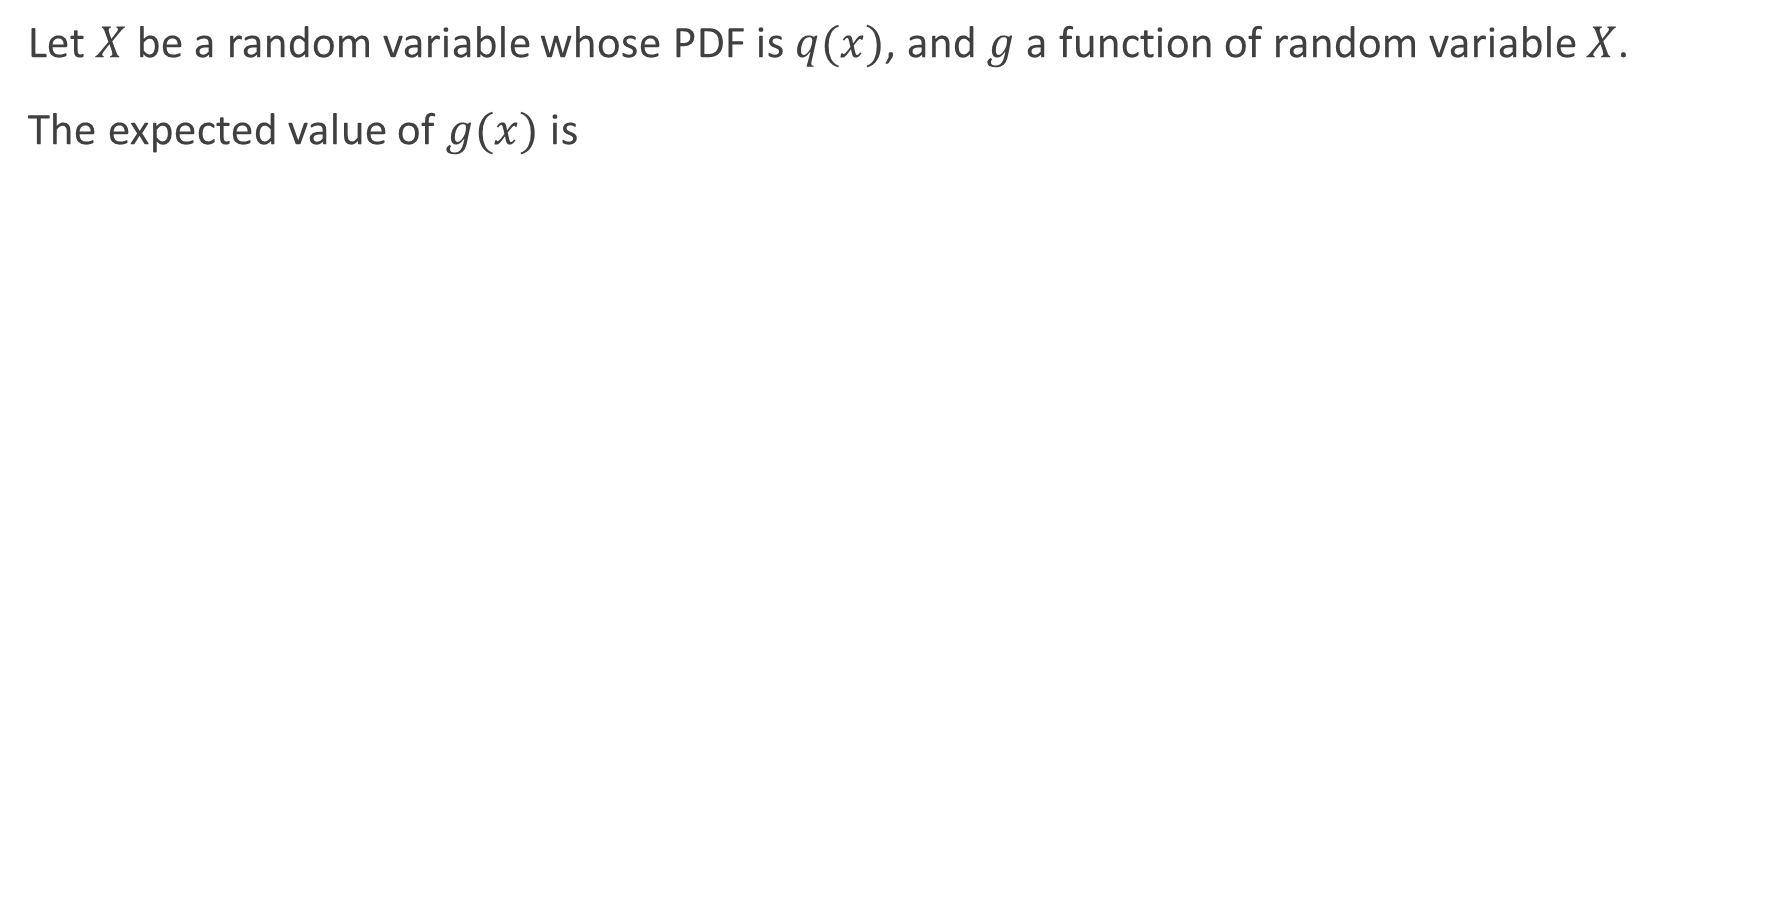 Let X be a random variable whose PDF is q(x), and g a function of random variable X.
The expected value of g(x) is